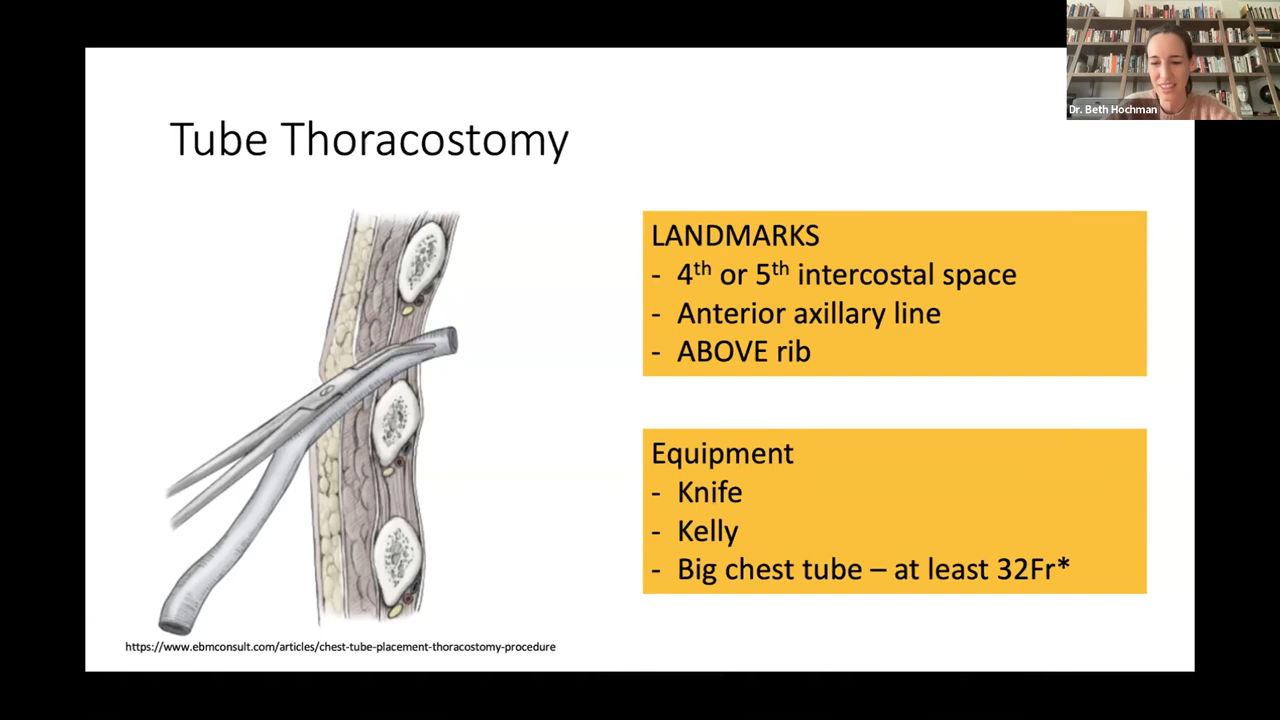 Dr. Beth Hochman
Tube Thoracostomy
LANDMARKS
- 4th or 5th intercostal space
- Anterior axillary line
- ABOVE rib
Equipment
- Knife
- Kelly
- Big chest tube – at least 32Fr*
https://www.ebmconsult.com/articles/chest-tube-placement-thoracostomy-procedure